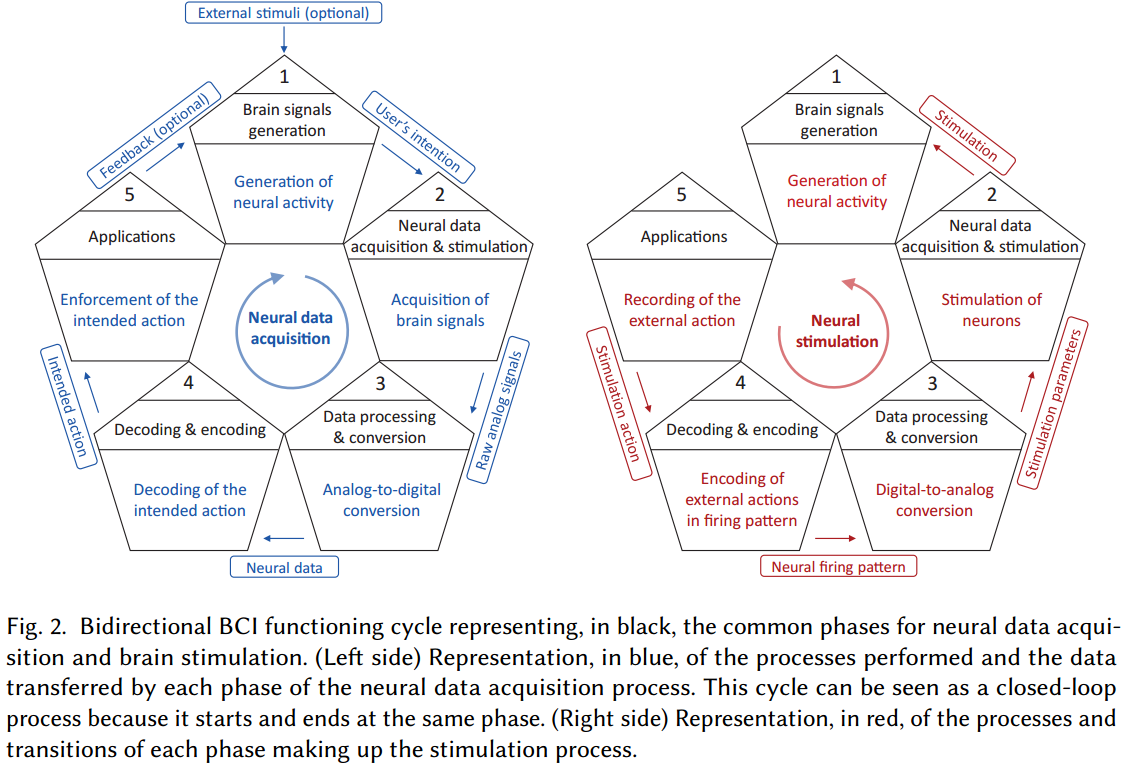 External stimuli (optional)
Feedback (optional)
User's intention
1
Brain signals
generation
Generation of
neural activity
5
Applications
Enforcement of the
intended action
2
Neural data
acquisition & stimulation
Acquisition of
brain signals
Neural data
acquisition
Intended action
Raw analog signals
4
Decoding & encoding
Decoding of the
intended action
3
Data processing
& conversion
Analog-to-digital
conversion
Neural data
1
Brain signals
generation
Generation of
neural activity
Stimulation
5
Applications
Recording of the
external action
2
Neural data
acquisition & stimulation
Stimulation of
neurons
Neural
stimulation
Stimulation action
Stimulation parameters
4
Decoding & encoding
Encoding of
external actions
in firing pattern
3
Data processing
& conversion
Digital-to-analog
conversion
Neural firing pattern
Fig. 2. Bidirectional BCI functioning cycle representing, in black, the common phases for neural data acqui-
sition and brain stimulation. (Left side) Representation, in blue, of the processes performed and the data
transferred by each phase of the neural data acquisition process. This cycle can be seen as a closed-loop
process because it starts and ends at the same phase. (Right side) Representation, in red, of the processes and
transitions of each phase making up the stimulation process.